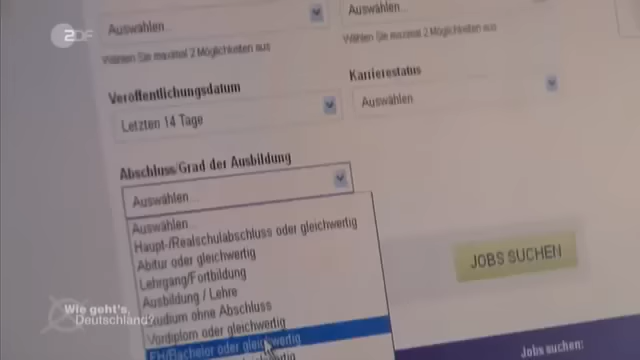 ZDF
Auswählen...
Auswählen...
Wählen Sie maximal 2 Möglichkeiten aus
Wählen Sie maximal 2 Möglichkeiten aus
Veröffentlichungsdatum
Karrierestatus
Letzten 14 Tage
Auswählen
Abschluss/Grad der Ausbildung
Auswählen...
Auswählen...
Haupt-/Realschulabschluss oder gleichwertig
Abitur oder gleichwertig
Lehrgang/Fortbildung
Ausbildung / Lehre
Studium ohne Abschluss
Vordiplom oder gleichwertig
FH/Bachelor oder gleichwertig
JOBS SUCHEN
Wie geht's,
Deutschland?
Jobs suchen: